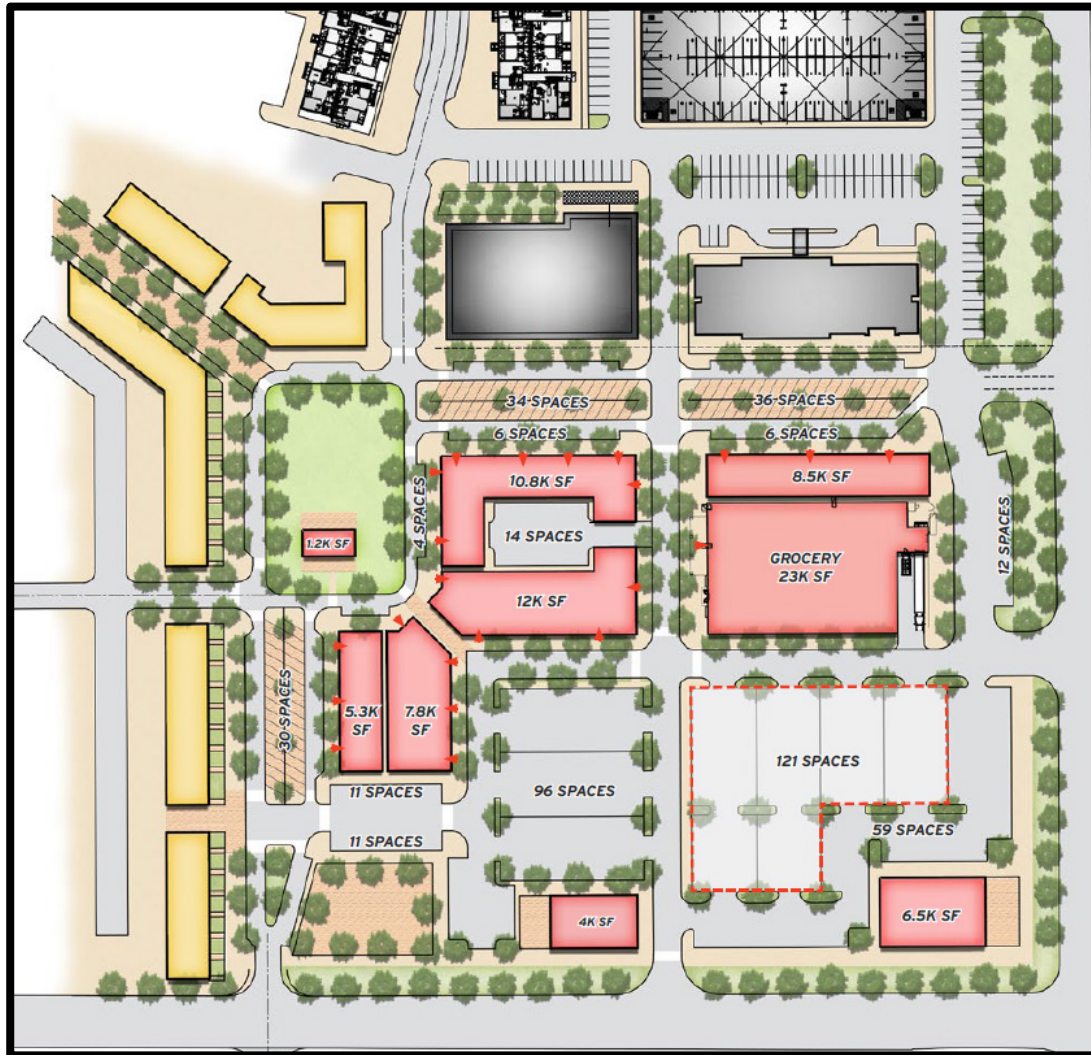 34 SPACES
36 SPACES
6 SPACES
6 SPACES
10.8K SF
8.5K SF
4 SPACES
14 SPACES
1.2K SF
GROCERY
23K SF
12 SPACES
12K SF
30 SPACES
5.3K
SF
7.8K
SF
121 SPACES
11 SPACES
96 SPACES
59 SPACES
11 SPACES
4K SF
6.5K SF